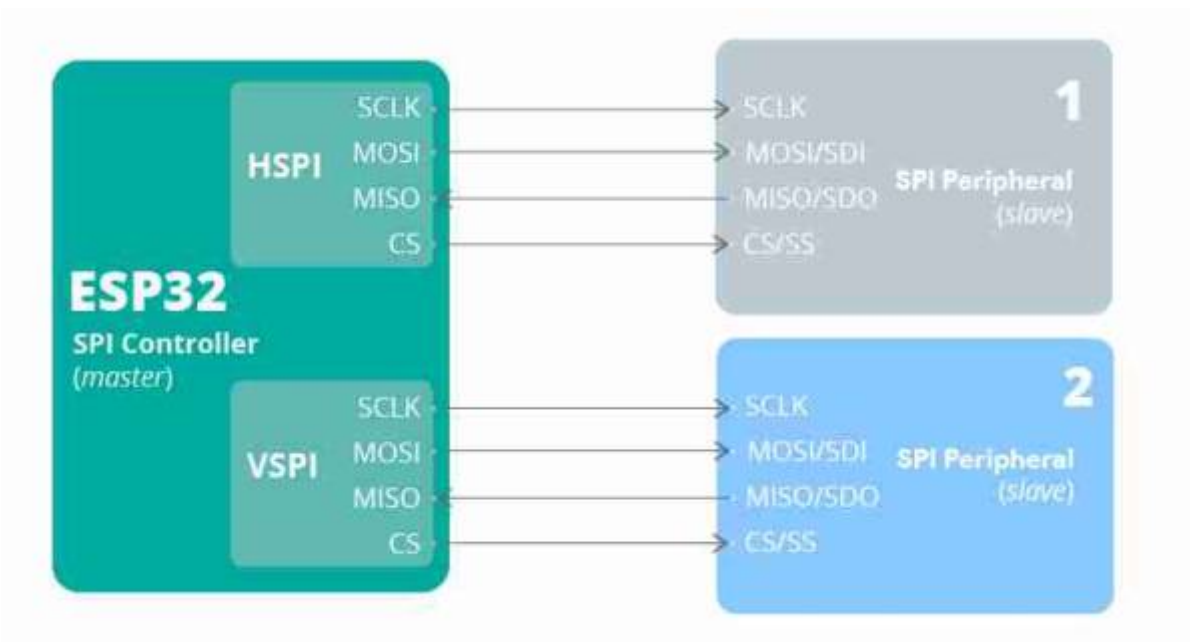 ESP32
SPI Controller
(master)
HSPI
SCLK
MOSI
MISO
CS
VSPI
SCLK
MOSI
MISO
CS
1
SCLK
MOSI/SDI
MISO/SDO
CS/SS
SPI Peripheral
(slave)
2
SCLK
MOSI/SDI
MISO/SDO
CS/SS
SPI Peripheral
(slave)